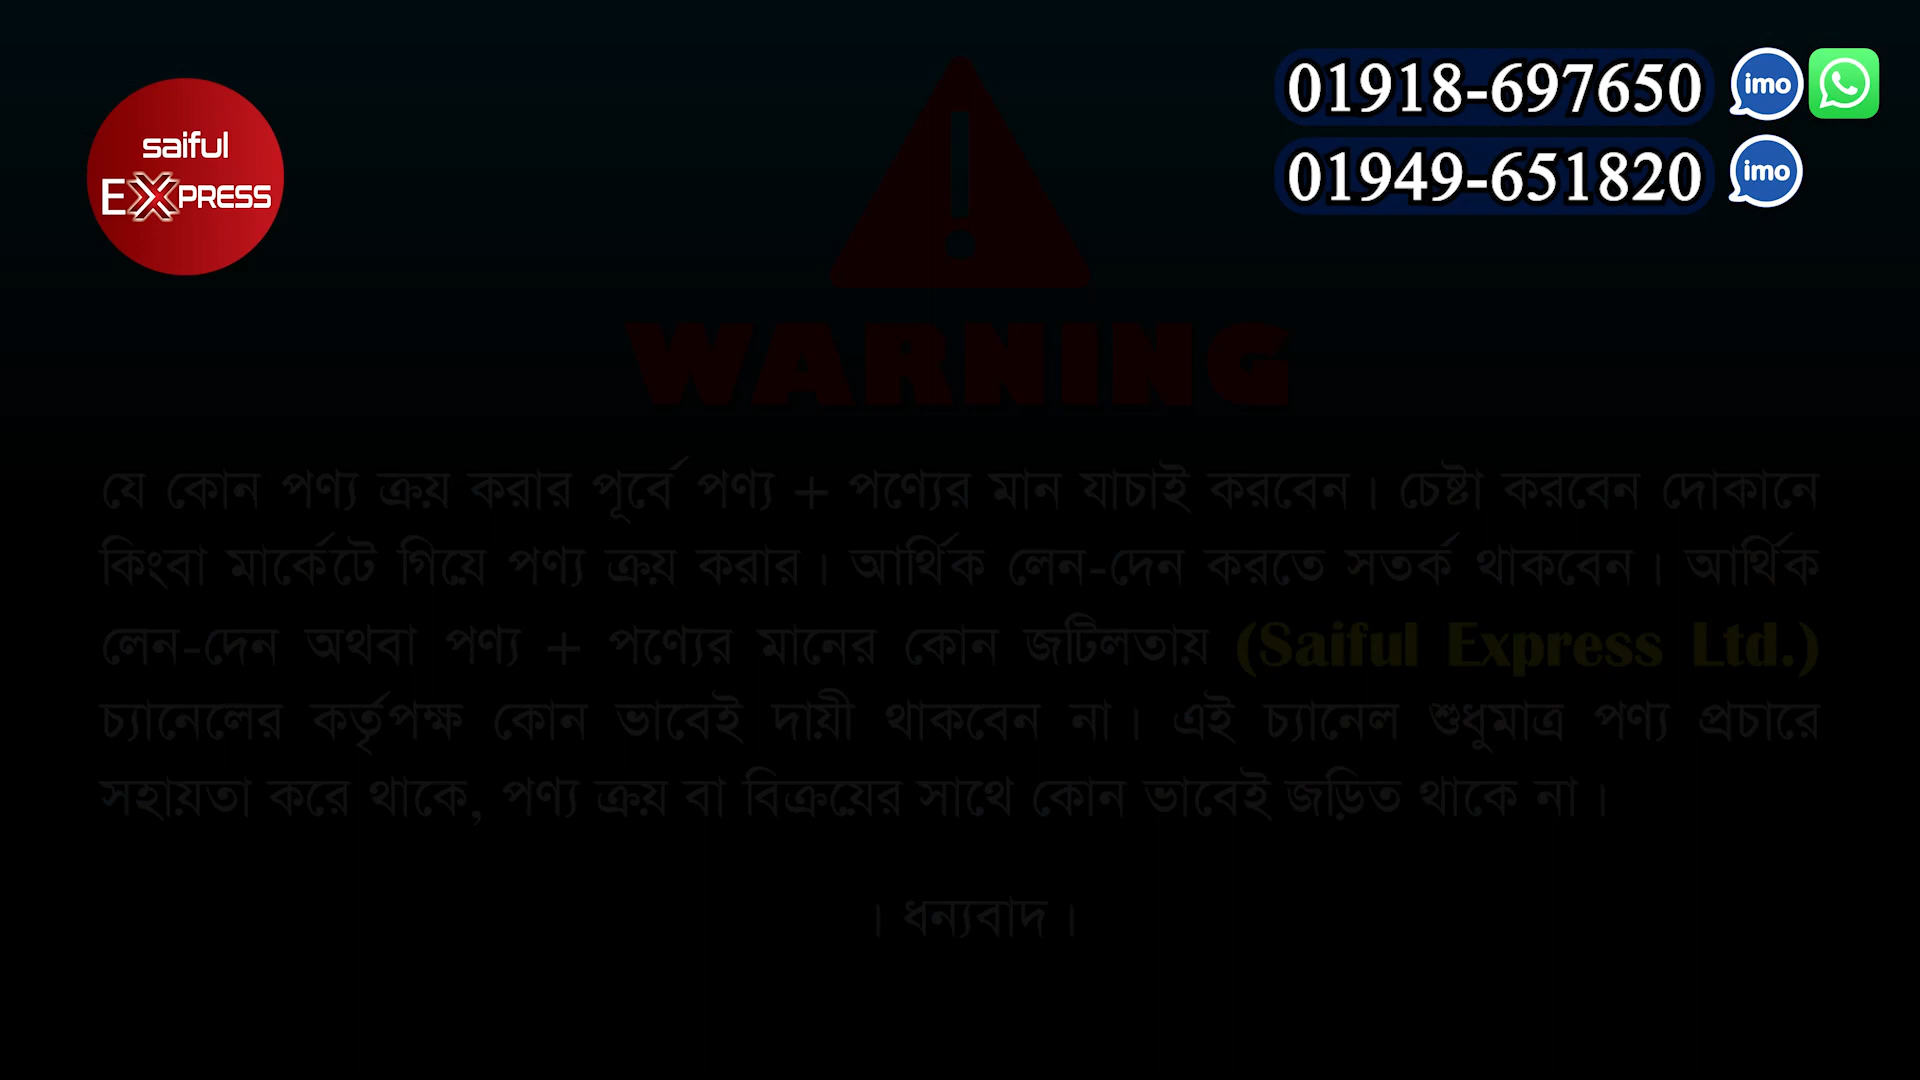 saiful
EXPRESS
01918-697650
imo
01949-651820
imo
WARNING
যে কোন পণ্য ক্রয় করার পূর্বে পণ্য + পণ্যের মান যাচাই করবেন। চেষ্টা করবেন দোকানে
কিংবা মার্কেটে গিয়ে পণ্য ক্রয় করার। আর্থিক লেন-দেন করতে সতর্ক থাকবেন। আর্থিক
লেন-দেন অথবা পণ্য + পণ্যের মানের কোন জটিলতায় (Saiful Express Ltd.)
চ্যানেলের কর্তৃপক্ষ কোন ভাবেই দায়ী থাকবেন না। এই চ্যানেল শুধুমাত্র পণ্য প্রচারে
সহায়তা করে থাকে, পণ্য ক্রয় বা বিক্রয়ের সাথে কোন ভাবেই জড়িত থাকে না।
। ধন্যবাদ।